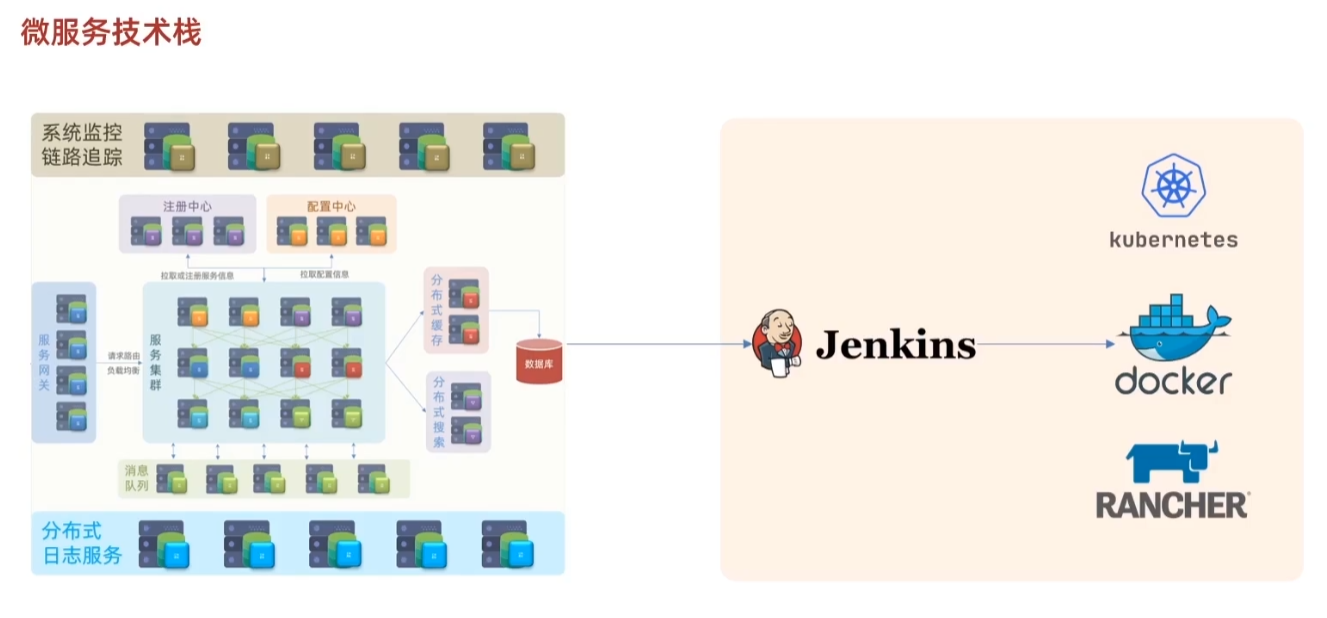 微服务技术栈
系统监控
链路追踪
注册中心
配置中心
拉取或注册服务信息
拉取配置信息
服务网关
请求路由
负载均衡
服务集群
分布式缓存
分布式搜索
数据库
消息
队列
分布式
日志服务
Jenkins
kubernetes
docker
RANCHER